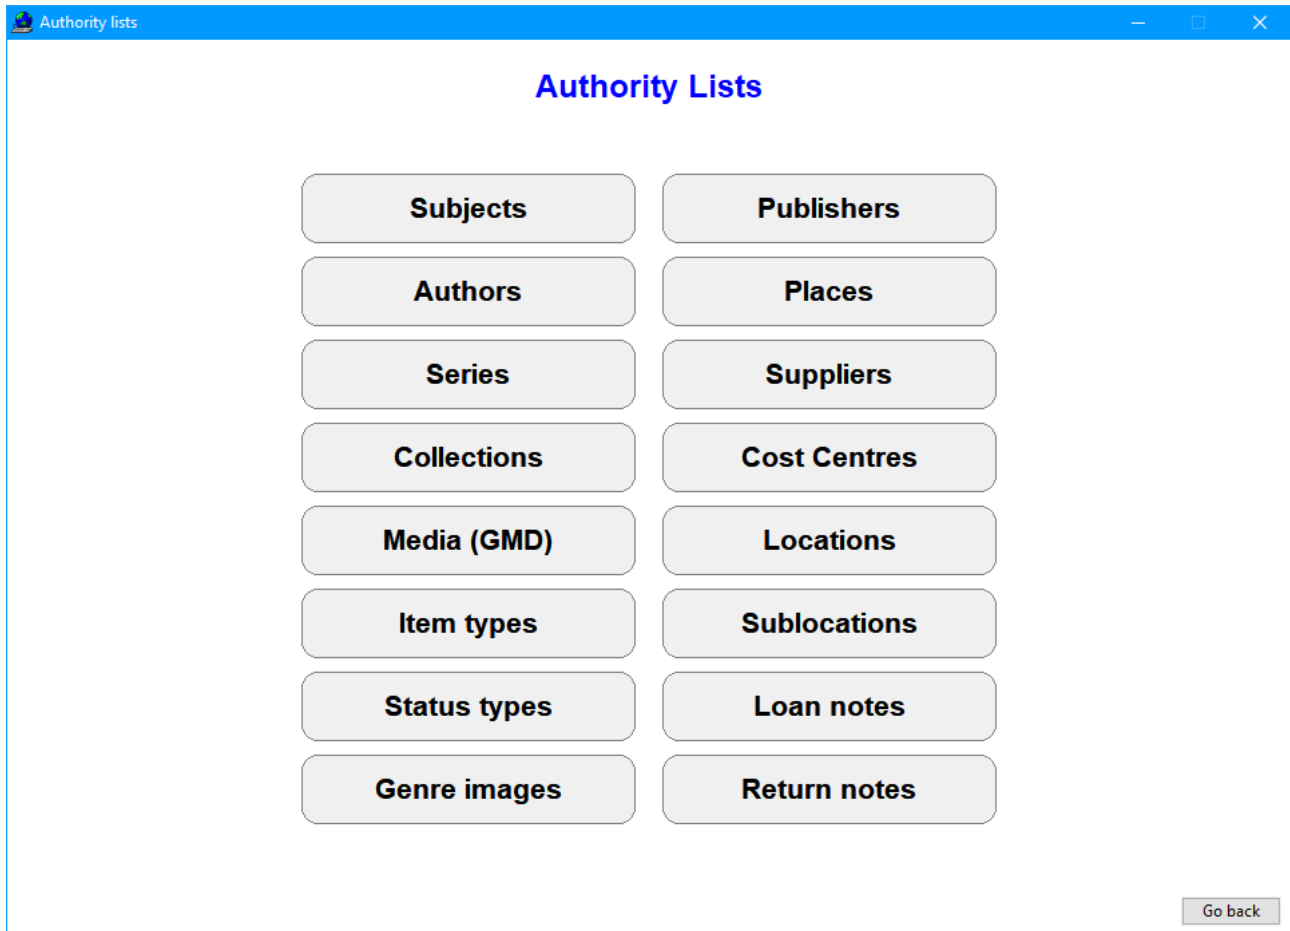 Authority lists
Authority Lists
Subjects
Publishers
Authors
Places
Series
Suppliers
Collections
Cost Centres
Media (GMD)
Locations
Item types
Sublocations
Status types
Loan notes
Genre images
Return notes
Go back